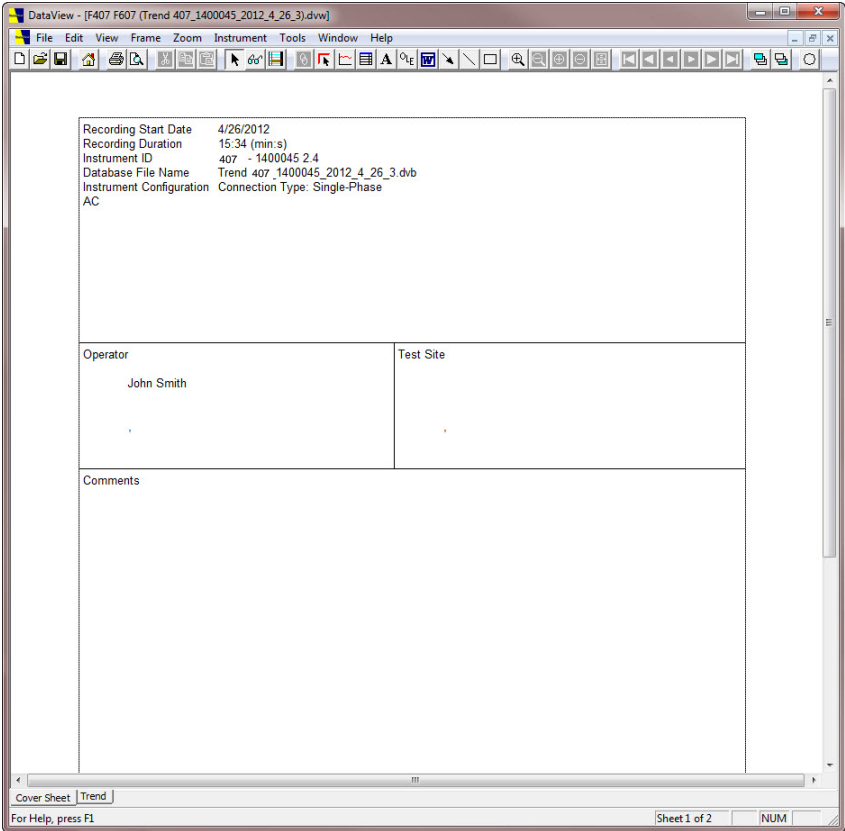 DataView - [F407 F607 (Trend 407_1400045_2012_4_26_3).dvw]
File Edit View Frame Zoom Instrument Tools Window Help
A OLE W
Recording Start Date 4/26/2012
Recording Duration 15:34 (min:s)
Instrument ID 407 - 1400045 2.4
Database File Name Trend 407_1400045_2012_4_26_3.dvb
Instrument Configuration Connection Type: Single-Phase
AC
Operator Test Site
John Smith
, ,
Comments
Cover Sheet Trend
For Help, press F1 Sheet 1 of 2 NUM